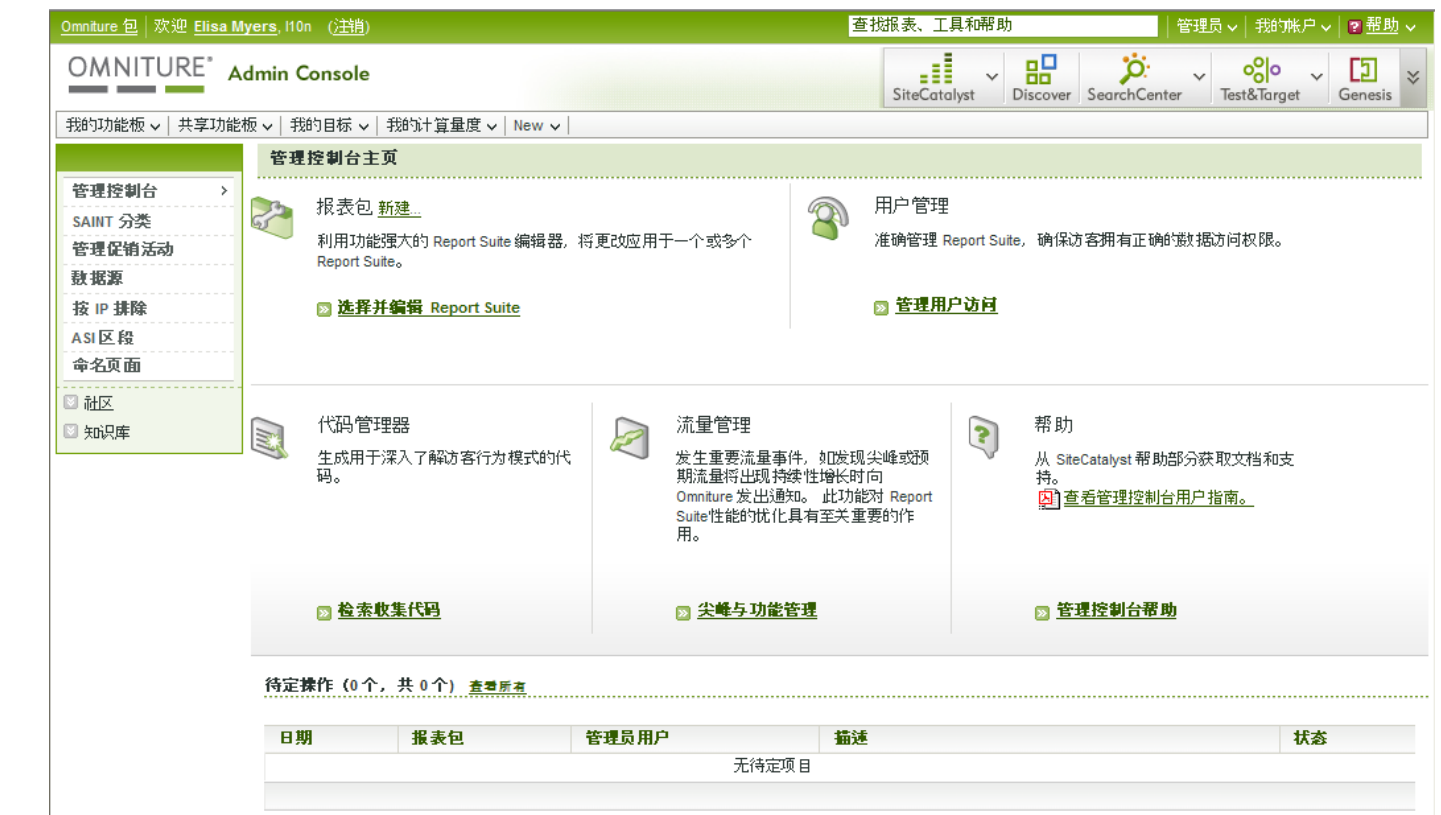 Omniture 包 欢迎 Elisa Myers, l10n (注销) 查找报表、工具和帮助 管理员 我的帐户 帮助
OMNITURE® Admin Console
SiteCatalyst Discover SearchCenter Test&Target Genesis
我的功能板 共享功能板 我的目标 我的计算量度 New
管理控制台主页
管理控制台
SAINT 分类
管理促销活动
数据源
按 IP 排除
ASI 区段
命名页面
社区
知识库
报表包 新建...
利用功能强大的 Report Suite 编辑器，将更改应用于一个或多个
Report Suite。
选择并编辑 Report Suite
用户管理
准确管理 Report Suite，确保访客拥有正确的数据访问权限。
管理用户访问
代码管理器
生成用于深入了解访客行为模式的代
码。
检索收集代码
流量管理
发生重要流量事件，如发现尖峰或预
期流量将出现持续性增长时向
Omniture 发出通知。 此功能对 Report
Suite性能的优化具有至关重要的作
用。
尖峰与功能管理
帮助
从 SiteCatalyst 帮助部分获取文档和支
持。
查看管理控制台用户指南。
管理控制台帮助
待定操作（0个，共 0个） 查看所有
日期 报表包 管理员用户 描述 状态
无待定项目